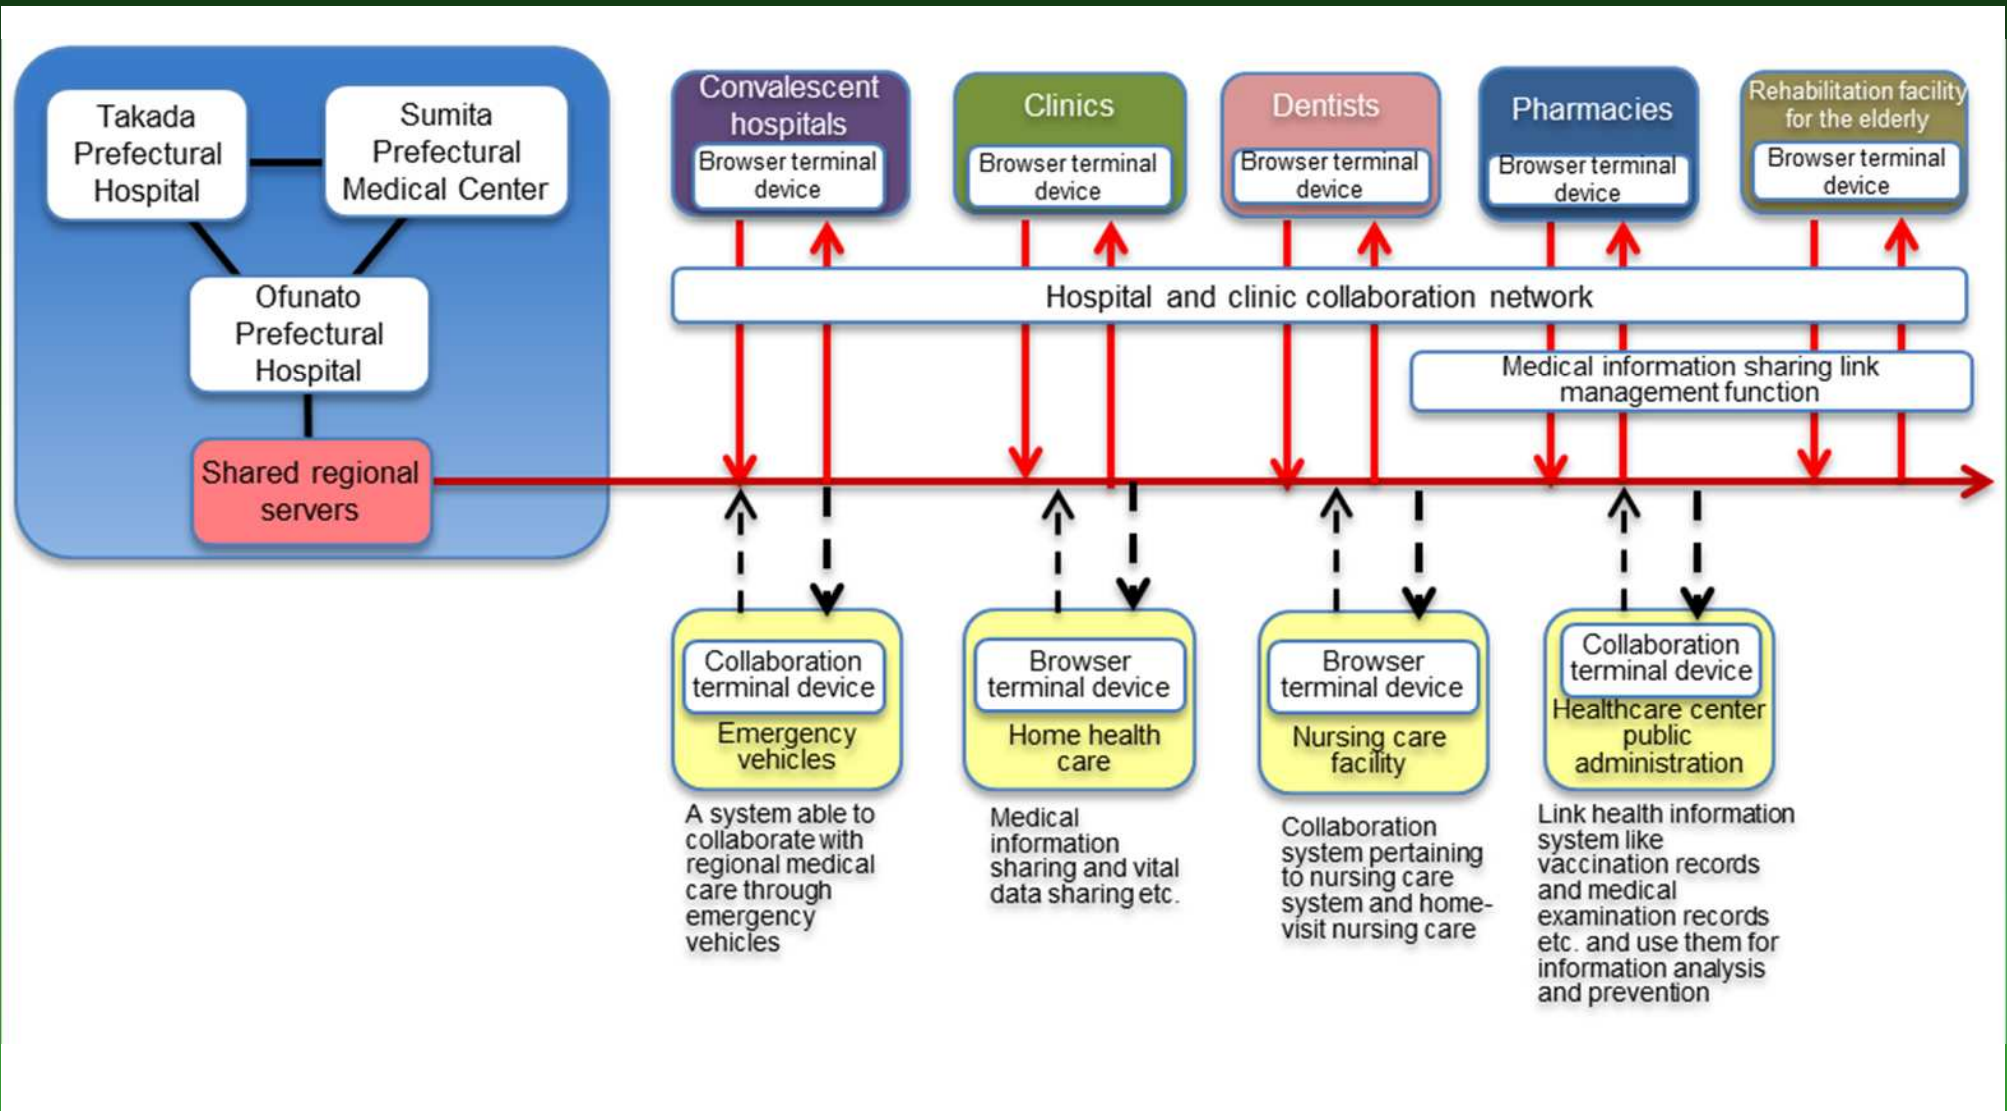 Takada
Prefectural
Hospital
Sumita
Prefectural
Medical Center
Ofunato
Prefectural
Hospital
Shared regional
servers
Convalescent
hospitals
Browser terminal
device
Clinics
Browser terminal
device
Dentists
Browser terminal
device
Pharmacies
Browser terminal
device
Rehabilitation facility
for the elderly
Browser terminal
device
Hospital and clinic collaboration network
Medical information sharing link
management function
Collaboration
terminal device
Emergency
vehicles
A system able to
collaborate with
regional medical
care through
emergency
vehicles
Browser
terminal device
Home health
care
Medical
information
sharing and vital
data sharing etc.
Browser
terminal device
Nursing care
facility
Collaboration
system pertaining
to nursing care
system and home-
visit nursing care
Collaboration
terminal device
Healthcare center
public
administration
Link health information
system like
vaccination records
and medical
examination records
etc. and use them for
information analysis
and prevention